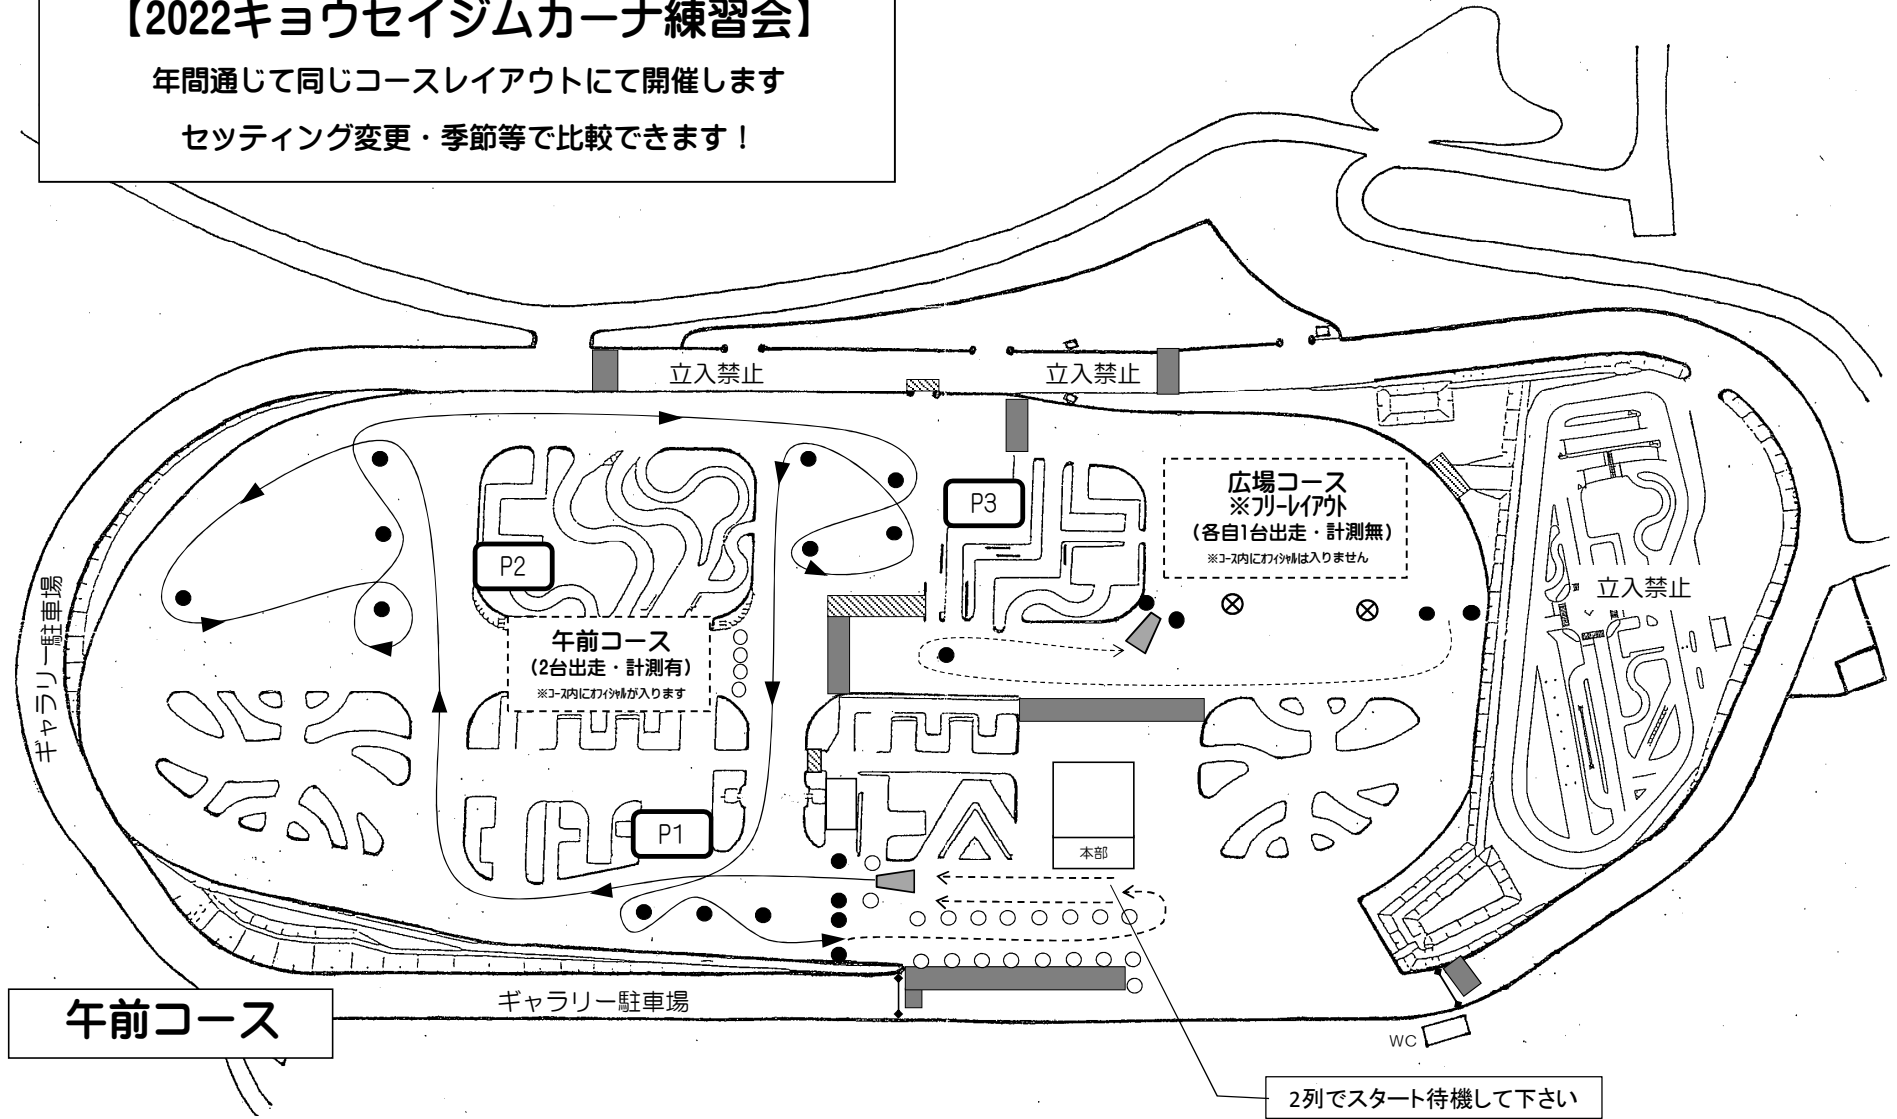 【2022キョウセイジムカーナ練習会】
年間通じて同じコースレイアウトにて開催します
セッティング変更・季節等で比較できます！
立入禁止
立入禁止
P3
広場コース
※フリーレイアウト
（各自1台出走・計測無）
※コース内にオフィシャルは入りません
P2
立入禁止
ギャラリー駐車場
午前コース
（2台出走・計測有）
※コース内にオフィシャルが入ります
P1
本部
午前コース
ギャラリー駐車場
WC
2列でスタート待機して下さい